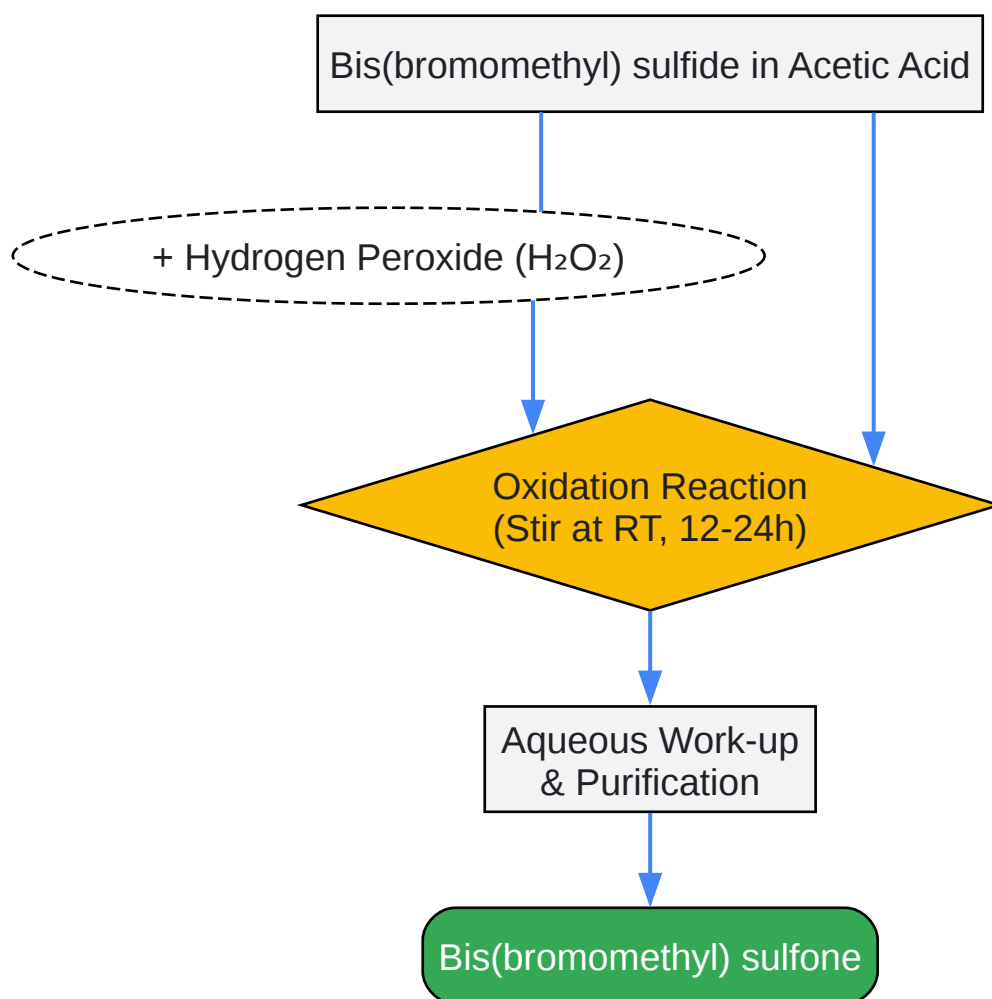 Bis(bromomethyl) sulfide in Acetic Acid
+ Hydrogen Peroxide (H₂O₂)
Oxidation Reaction
(Stir at RT, 12-24h)
Aqueous Work-up
& Purification
Bis(bromomethyl) sulfone